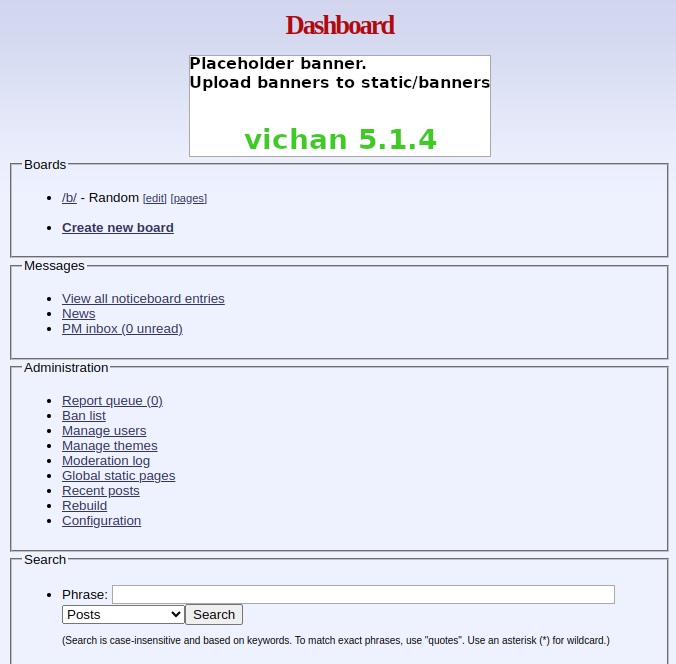 Dashboard
Placeholder banner.
Upload banners to static/banners
vichan 5.1.4
Boards
/b/ - Random [edit] [pages]
Create new board
Messages
View all noticeboard entries
News
PM inbox (0 unread)
Administration
Report queue (0)
Ban list
Manage users
Manage themes
Moderation log
Global static pages
Recent posts
Rebuild
Configuration
Search
Phrase:
Posts Search
(Search is case-insensitive and based on keywords. To match exact phrases, use "quotes". Use an asterisk (*) for wildcard.)